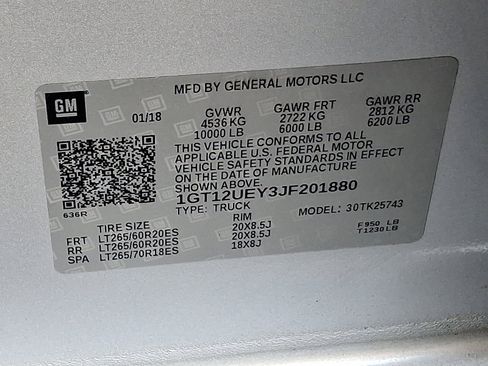 MFD BY GENERAL MOTORS LLC
GM
01/18 GVWR GAWR FRT GAWR RR
4536 KG 2722 KG 2812 KG
10000 LB 6000 LB 6200 LB
THIS VEHICLE CONFORMS TO ALL
APPLICABLE U.S. FEDERAL MOTOR
VEHICLE SAFETY STANDARDS IN EFFECT
ON THE DATE OF MANUFACTURE
1GT12UEY3JF201880
636R TYPE: TRUCK MODEL: 30TK25743
TIRE SIZE RIM
FRT LT265/60R20ES 20X8.5J F 950 LB
RR LT265/60R20ES 20X8.5J T1230 LB
SPA LT265/70R18ES 18X8J